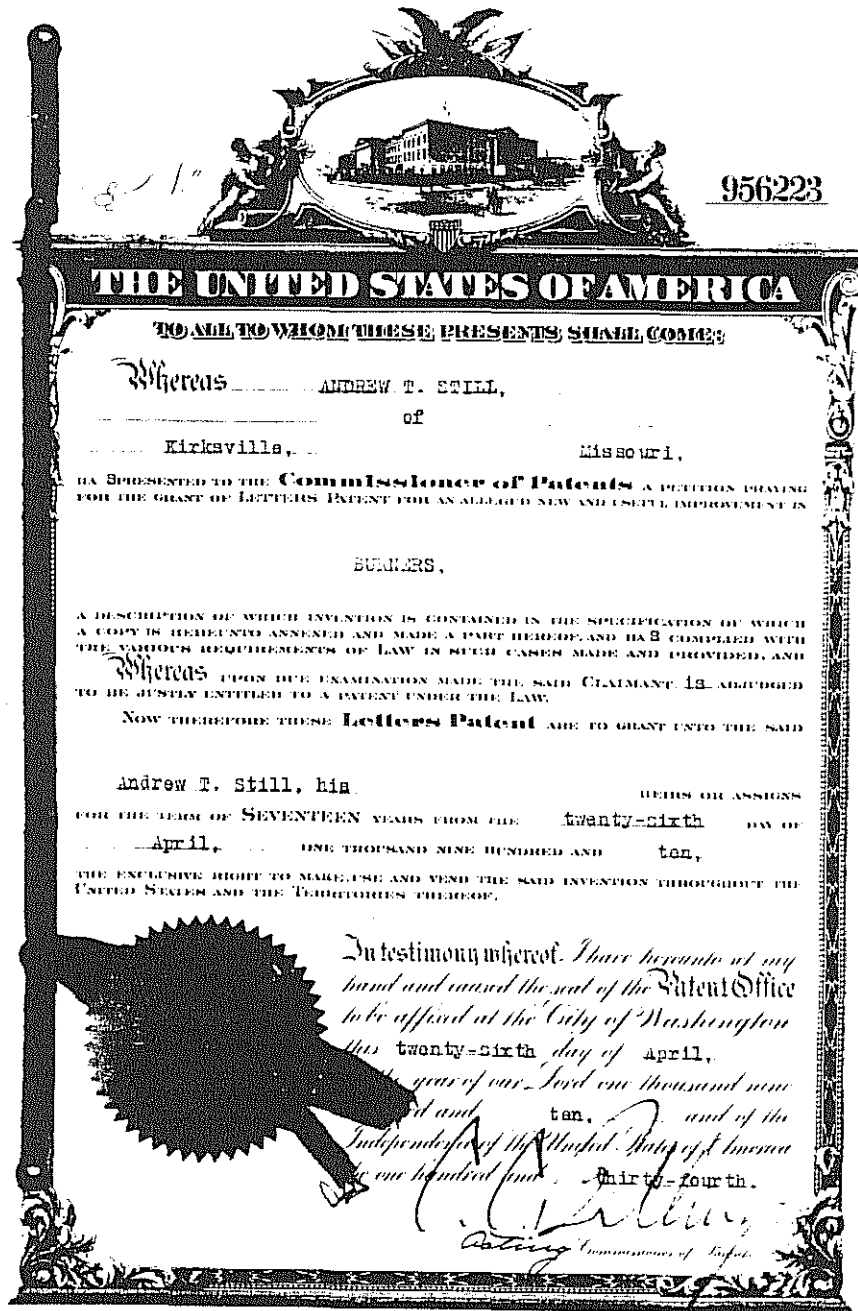 956223
THE UNITED STATES OF AMERICA
TO ALL TO WHOM THESE PRESENTS SHALL COME:
Whereas ANDREW T. STILL,
of
Kirksville, Missouri,
HAS PRESENTED TO THE Commissioner of Patents A PETITION PRAYING
FOR THE GRANT OF LETTERS PATENT FOR AN ALLEGED NEW AND USEFUL IMPROVEMENT IN
BURNERS,
A DESCRIPTION OF WHICH INVENTION IS CONTAINED IN THE SPECIFICATION OF WHICH
A COPY IS HEREUNTO ANNEXED AND MADE A PART HEREOF, AND HAS COMPLIED WITH
THE VARIOUS REQUIREMENTS OF LAW IN SUCH CASES MADE AND PROVIDED, AND
Whereas UPON DUE EXAMINATION MADE THE SAID CLAIMANT is ADJUDGED
TO BE JUSTLY ENTITLED TO A PATENT UNDER THE LAW.
NOW THEREFORE THESE Letters Patent ARE TO GRANT UNTO THE SAID
Andrew T. Still, his HEIRS OR ASSIGNS
FOR THE TERM OF SEVENTEEN YEARS FROM THE twenty-sixth DAY OF
April, ONE THOUSAND NINE HUNDRED AND ten,
THE EXCLUSIVE RIGHT TO MAKE, USE AND VEND THE SAID INVENTION THROUGHOUT THE
UNITED STATES AND THE TERRITORIES THEREOF.
In testimony whereof, I have hereunto set my
hand and caused the seal of the Patent Office
to be affixed at the City of Washington
this twenty-sixth day of April,
year of our Lord one thousand nine
and ten, and of the
Independence of the United States of America
one hundred and thirty-fourth.
Acting Commissioner of Patents